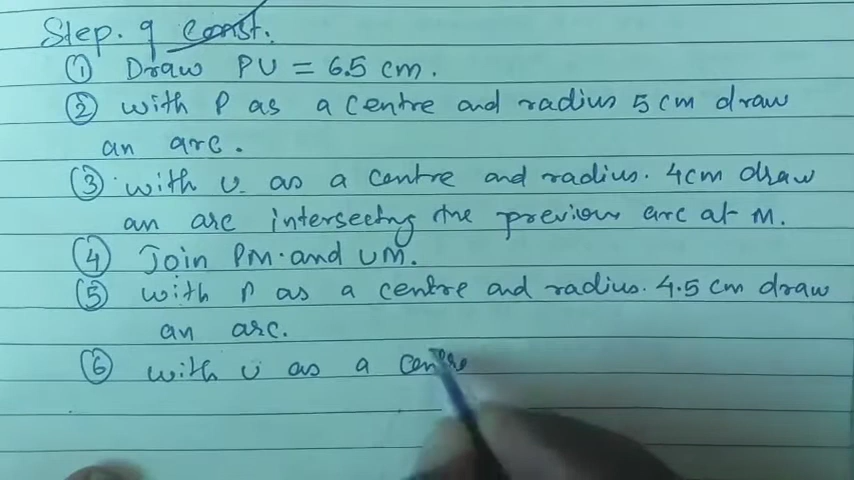 Step. of Const.
① Draw PU = 6.5 cm.
② with P as a centre and radius 5 cm draw
an arc.
③ with U as a centre and radius. 4cm draw
an arc intersecting the previous arc at M.
④ Join PM. and UM.
⑤ with P as a centre and radius. 4.5 cm draw
an arc.
⑥ with U as a centre